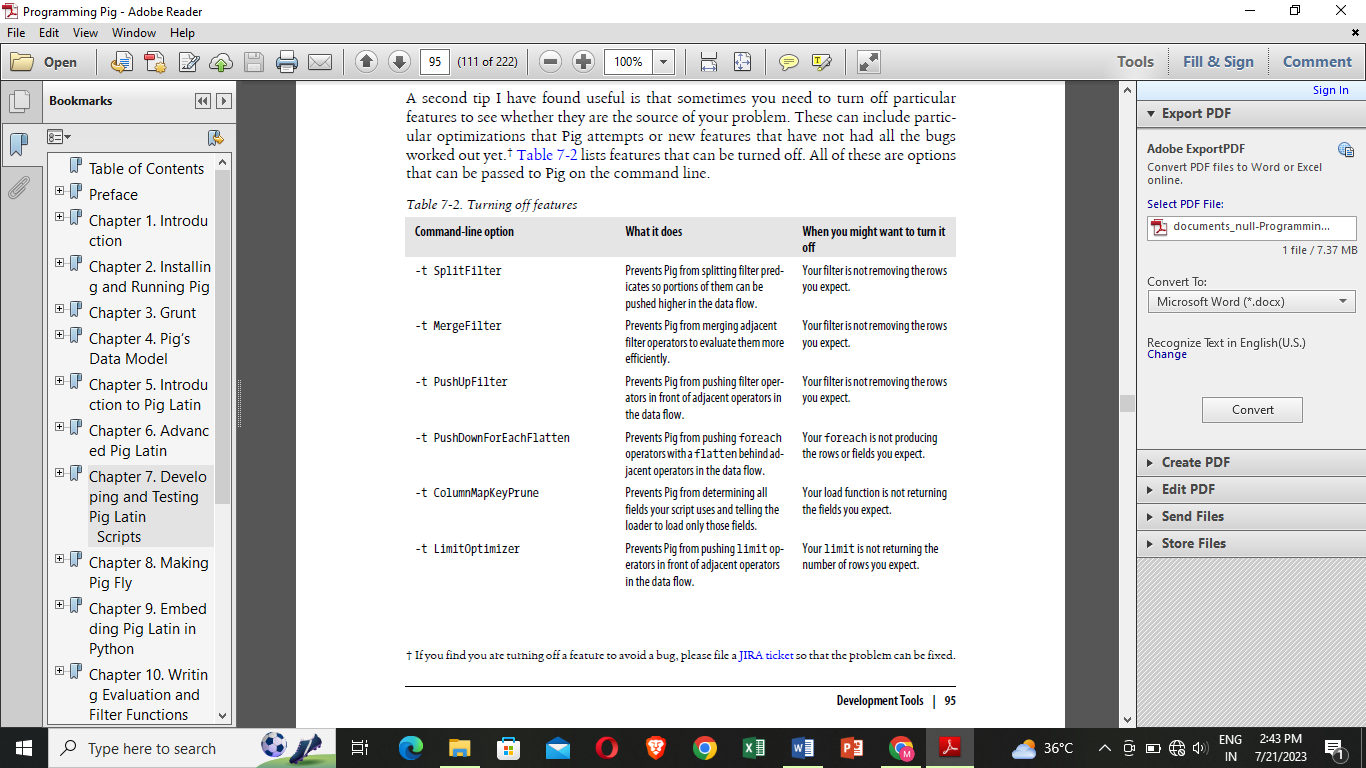 Programming Pig - Adobe Reader
File Edit View Window Help
Open
95 (111 of 222)
100%
Tools Fill & Sign Comment
Bookmarks
Table of Contents
Preface
Chapter 1. Introdu
ction
Chapter 2. Installin
g and Running Pig
Chapter 3. Grunt
Chapter 4. Pig's
Data Model
Chapter 5. Introdu
ction to Pig Latin
Chapter 6. Advanc
ed Pig Latin
Chapter 7. Develo
ping and Testing
Pig Latin
Scripts
Chapter 8. Making
Pig Fly
Chapter 9. Embed
ding Pig Latin in
Python
Chapter 10. Writin
g Evaluation and
Filter Functions
A second tip I have found useful is that sometimes you need to turn off particular
features to see whether they are the source of your problem. These can include partic-
ular optimizations that Pig attempts or new features that have not had all the bugs
worked out yet.† Table 7-2 lists features that can be turned off. All of these are options
that can be passed to Pig on the command line.
Table 7-2. Turning off features
Command-line option What it does When you might want to turn it
off
-t SplitFilter Prevents Pig from splitting filter pred- Your filter is not removing the rows
icates so portions of them can be you expect.
pushed higher in the data flow.
-t MergeFilter Prevents Pig from merging adjacent Your filter is not removing the rows
filter operators to evaluate them more you expect.
efficiently.
-t PushUpFilter Prevents Pig from pushing filter oper- Your filter is not removing the rows
ators in front of adjacent operators in you expect.
the data flow.
-t PushDownForEachFlatten Prevents Pig from pushing foreach Your foreach is not producing
operators with a flatten behind ad- the rows or fields you expect.
jacent operators in the data flow.
-t ColumnMapKeyPrune Prevents Pig from determining all Your load function is not returning
fields your script uses and telling the the fields you expect.
loader to load only those fields.
-t LimitOptimizer Prevents Pig from pushing limit op- Your limit is not returning the
erators in front of adjacent operators number of rows you expect.
in the data flow.
† If you find you are turning off a feature to avoid a bug, please file a JIRA ticket so that the problem can be fixed.
Development Tools | 95
Sign In
Export PDF
Adobe ExportPDF
Convert PDF files to Word or Excel
online.
Select PDF File:
documents_null-Programmin...
1 file / 7.37 MB
Convert To:
Microsoft Word (*.docx)
Recognize Text in English(U.S.)
Change
Convert
Create PDF
Edit PDF
Send Files
Store Files
Type here to search
36°C
ENG
IN
2:43 PM
7/21/2023
1